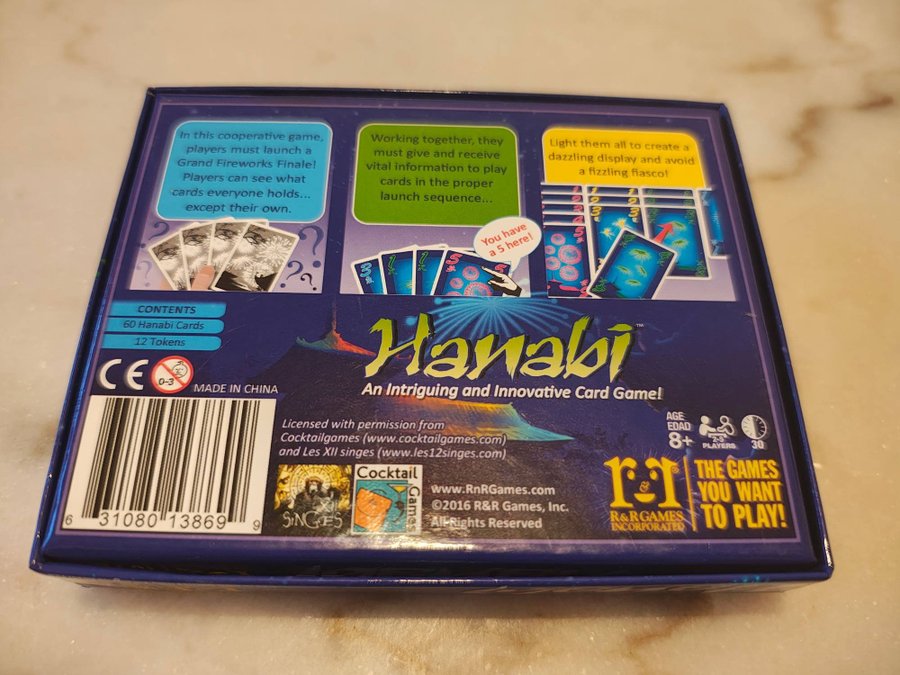 In this cooperative game,
players must launch a
Grand Fireworks Finale!
Players can see what
cards everyone holds...
except their own.
Working together, they
must give and receive
vital information to play
cards in the proper
launch sequence...
You have
a 5 here!
Light them all to create a
dazzling display and avoid
a fizzling fiasco!
CONTENTS
60 Hanabi Cards
12 Tokens
CE
0-3
MADE IN CHINA
Hanabi™
An Intriguing and Innovative Card Game!
Licensed with permission from
Cocktailgames (www.cocktailgames.com)
and Les XII singes (www.les12singes.com)
AGE
EDAD
8+
2-5
PLAYERS
30
6 31080 13869 9
SINGES
Cocktail
Games
www.RnRGames.com
©2016 R&R Games, Inc.
All Rights Reserved
r&r
R&R GAMES
INCORPORATED
THE GAMES
YOU WANT
TO PLAY!